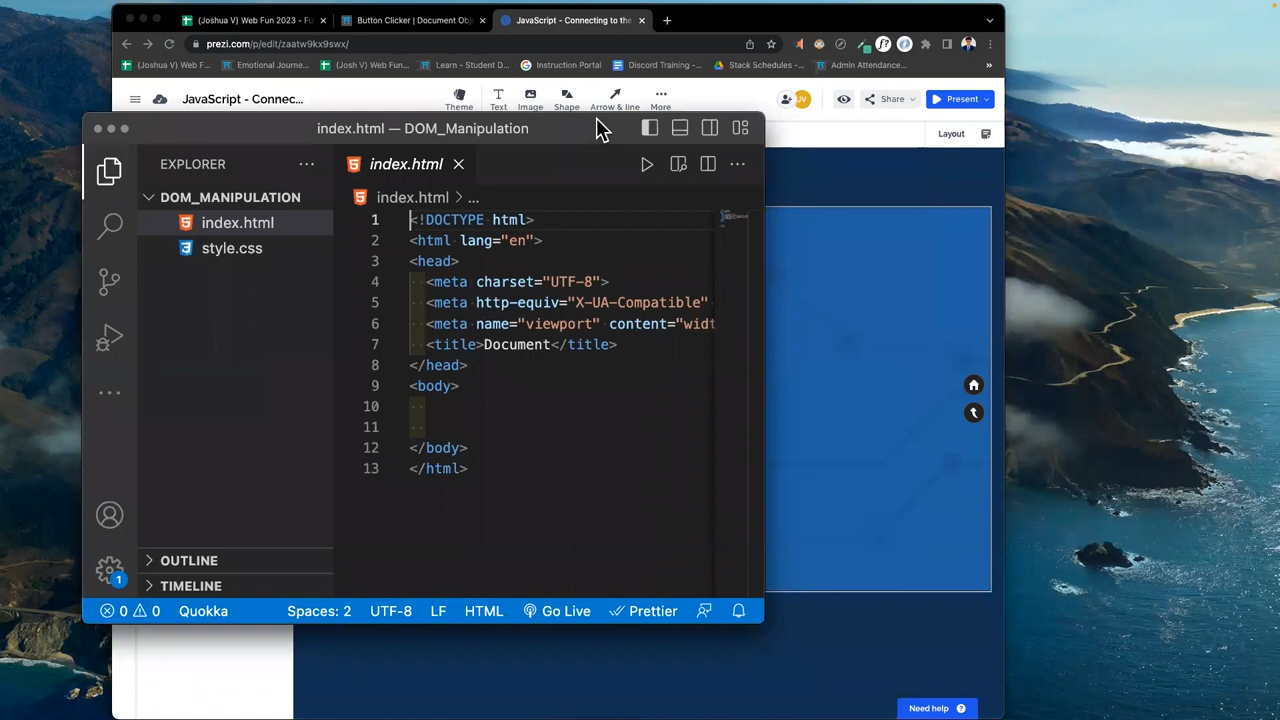 (Joshua V) Web Fun 2023 - Fu
Button Clicker | Document Obj
JavaScript - Connecting to the
prezi.com/p/edit/zaatw9kx9swx/
(Joshua V) Web F...
Emotional Journe...
(Josh V) Web Fun...
Learn - Student D...
Instruction Portal
Discord Training -...
Stack Schedules -...
Admin Attendance...
»
JavaScript - Connec...
Theme
Text
Image
Shape
Arrow & line
More
JV
Share
Present
Layout
index.html — DOM_Manipulation
EXPLORER
index.html
DOM_MANIPULATION
index.html > ...
index.html
style.css
1 <!DOCTYPE html>
2 <html lang="en">
3 <head>
4 <meta charset="UTF-8">
5 <meta http-equiv="X-UA-Compatible"
6 <meta name="viewport" content="widt
7 <title>Document</title>
8 </head>
9 <body>
10
11
12 </body>
13 </html>
OUTLINE
TIMELINE
1
0 0 Quokka Spaces: 2 UTF-8 LF HTML Go Live Prettier
Need help ?